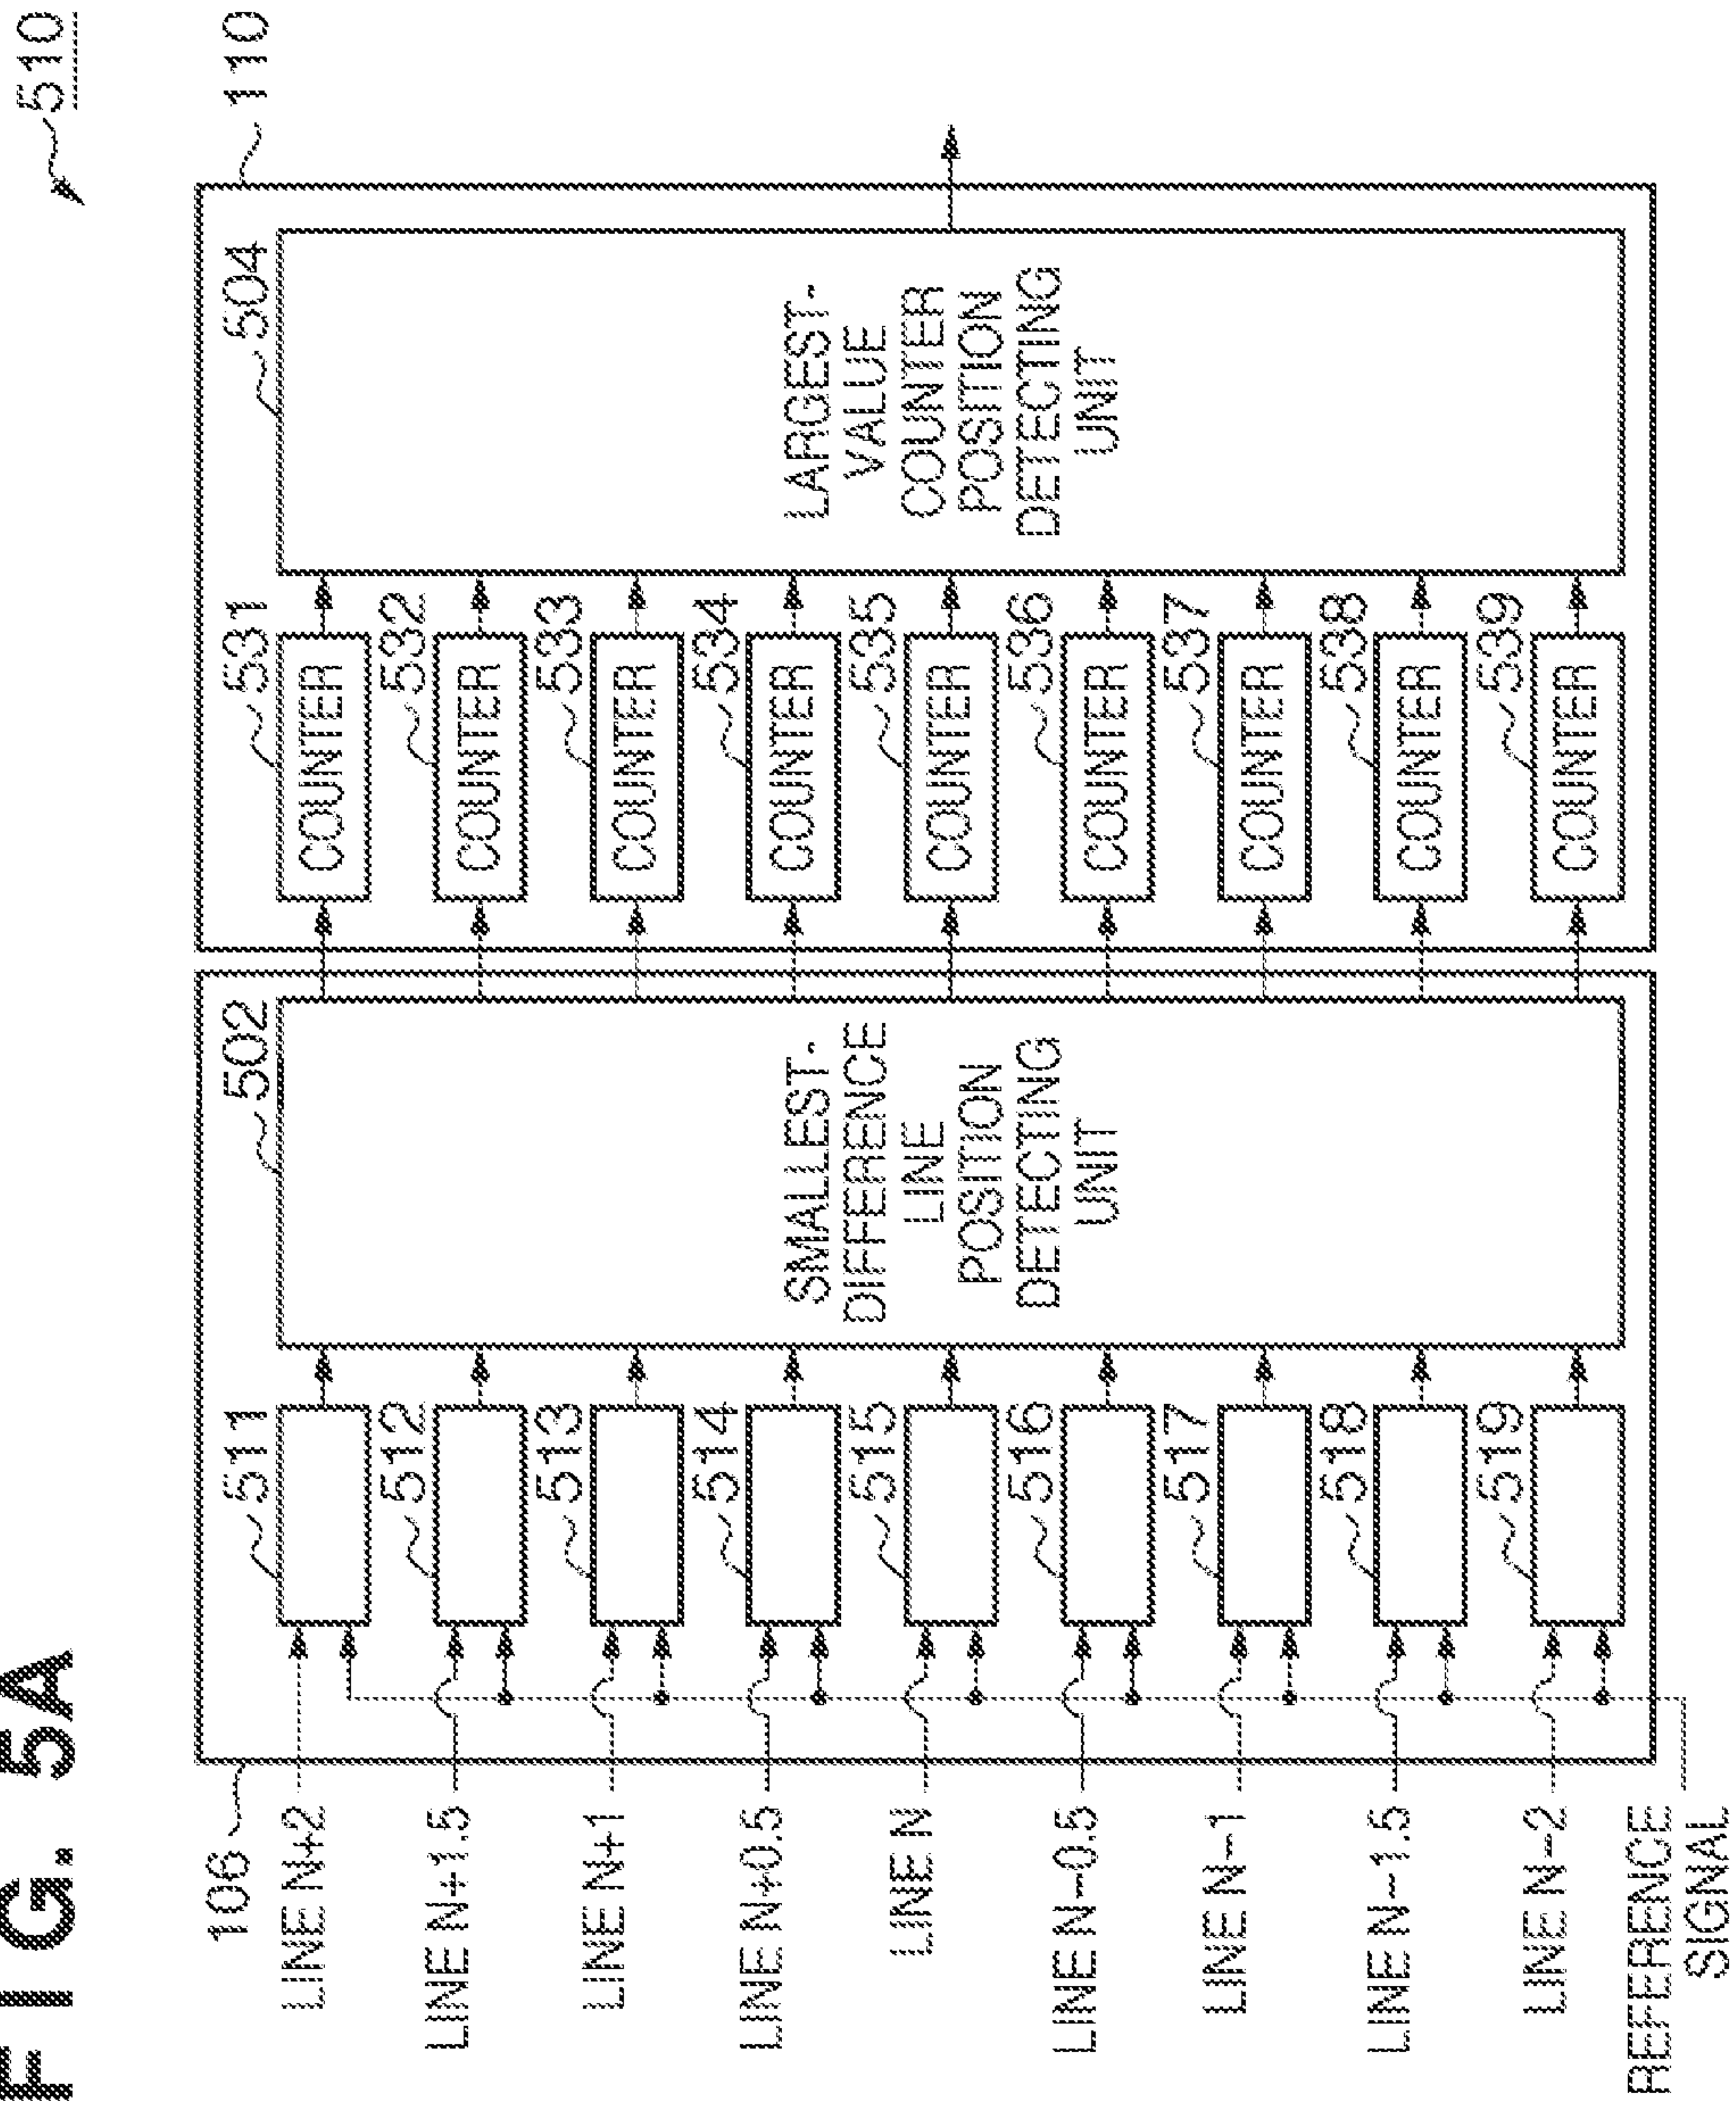 FIG. 5A
510
106
110
LINE N+2
LINE N+1.5
LINE N+1
LINE N+0.5
LINE N
LINE N-0.5
LINE N-1
LINE N-1.5
LINE N-2
REFERENCE
SIGNAL
511
512
513
514
515
516
517
518
519
502
SMALLEST-
DIFFERENCE
LINE
POSITION
DETECTING
UNIT
531
COUNTER
532
COUNTER
533
COUNTER
534
COUNTER
535
COUNTER
536
COUNTER
537
COUNTER
538
COUNTER
539
COUNTER
504
LARGEST-
VALUE
COUNTER
POSITION
DETECTING
UNIT